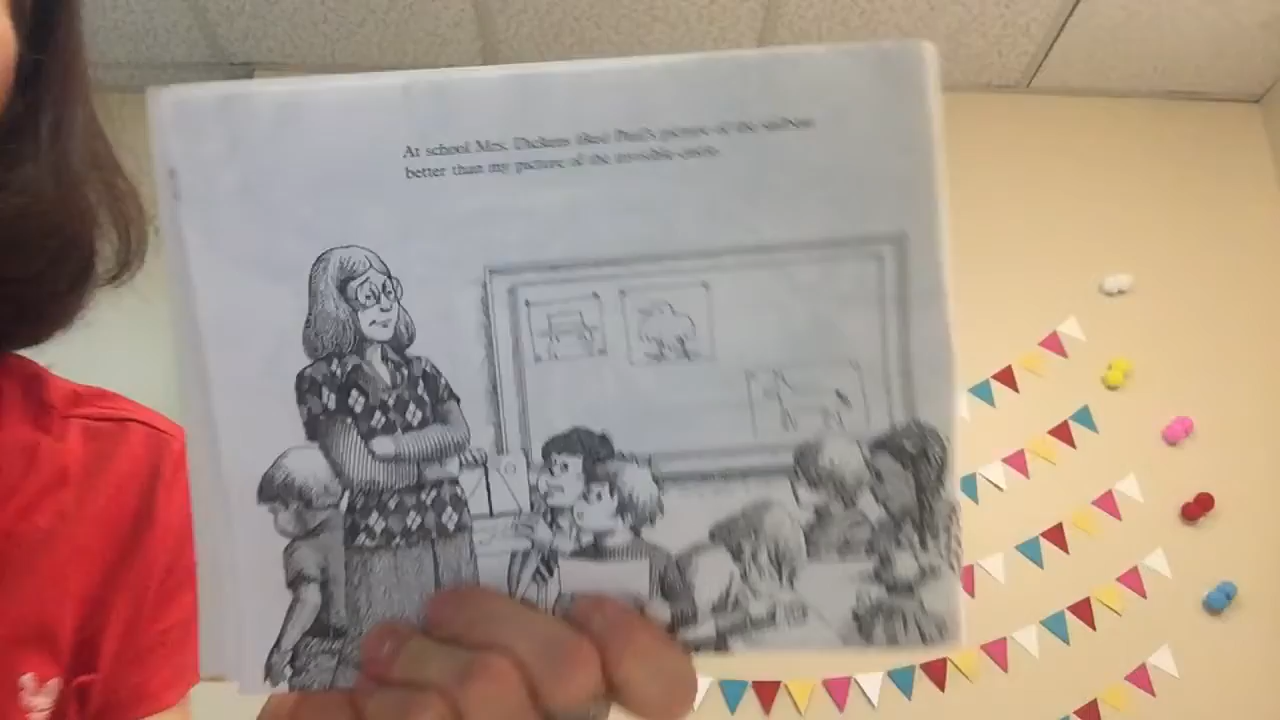 At school Mrs. Dickens liked Paul's picture of the sailboat
better than my picture of the invisible castle.